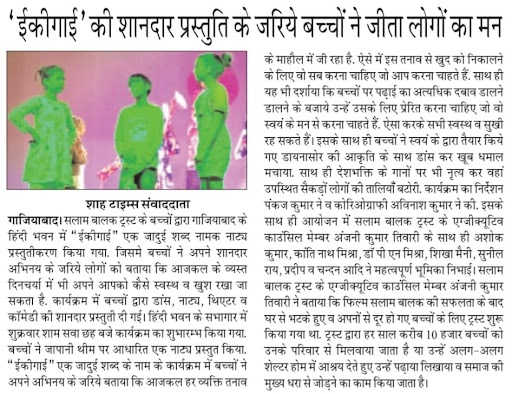 'ईकीगाई' की शानदार प्रस्तुति के जरिये बच्चों ने जीता लोगों का मन
शाह टाइम्स संवाददाता
गाजियाबाद। सलाम बालक ट्रस्ट के बच्चों द्वारा गाजियाबाद के
हिंदी भवन में "ईकीगाई" एक जादुई शब्द नामक नाट्य
प्रस्तुतीकरण किया गया. जिसमे बच्चों ने अपने शानदार
अभिनय के जरिये लोगों को बताया कि आजकल के व्यस्त
दिनचर्या में भी अपने आपको कैसे स्वस्थ व खुश रखा जा
सकता है. कार्यक्रम में बच्चों द्वारा डांस, नाट्य, थिएटर व
कॉमेडी की शानदार प्रस्तुती दी गई। हिंदी भवन के सभागार में
शुक्रवार शाम सवा छह बजे कार्यक्रम का शुभारम्भ किया गया.
बच्चों ने जापानी थीम पर आधारित एक नाट्य प्रस्तुत किया.
"ईकीगाई" एक जादुई शब्द के नाम के कार्यक्रम में बच्चों ने
अपने अभिनय के जरिये बताया कि आजकल हर व्यक्ति तनाव
के माहौल में जी रहा है. ऐसे में इस तनाव से खुद को निकालने
के लिए वो सब करना चाहिए जो आप करना चाहते हैं. साथ ही
यह भी दर्शाया कि बच्चों पर पढ़ाई का अत्यधिक दबाव डालने
डालने के बजाये उन्हें उसके लिए प्रेरित करना चाहिए जो वो
स्वयं के मन से करना चाहते हैं. ऐसा करके सभी स्वस्थ व सुखी
रह सकते हैं। इसके साथ ही बच्चों ने स्वयं के द्वारा तैयार किये
गए डायनासोर की आकृति के साथ डांस कर खूब धमाल
मचाया. साथ ही देशभक्ति के गानों पर भी नृत्य कर वहां
उपस्थित सैकड़ों लोगों की तालियाँ बटोरी. कार्यक्रम का निर्देशन
पंकज कुमार ने व कोरिओग्राफी अविनाश कुमार ने की. इसके
साथ ही आयोजन में सलाम बालक ट्रस्ट के एग्जीक्यूटिव
काउंसिल मेम्बर अंजनी कुमार तिवारी के साथ ही अशोक
कुमार, कांति नाथ मिश्रा, डॉ पी एन मिश्रा, शिखा मैनी, सुनील
राय, प्रदीप व चन्दन आदि ने महत्वपूर्ण भूमिका निभाई। सलाम
बालक ट्रस्ट के एग्जीक्यूटिव काउंसिल मेम्बर अंजनी कुमार
तिवारी ने बताया कि फिल्म सलाम बालक की सफलता के बाद
घर से भटके हुए व अपनों से दूर हो गए बच्चों के लिए ट्रस्ट शुरू
किया गया था. ट्रस्ट द्वारा हर साल करीब 10 हजार बच्चों को
उनके परिवार से मिलवाया जाता है या उन्हें अलग-अलग
शेल्टर होम में आश्रय देते हुए उन्हें पढ़ाया लिखाया व समाज की
मुख्य धरा से जोड़ने का काम किया जाता है।